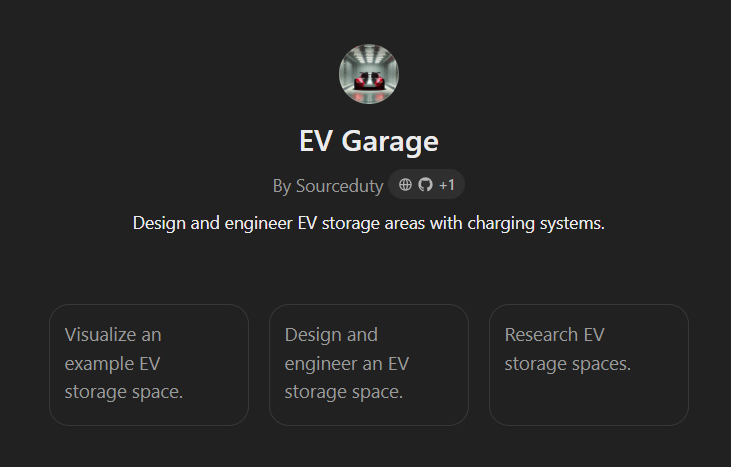 EV Garage
By Sourceduty +1
Design and engineer EV storage areas with charging systems.
Visualize an
example EV
storage space.
Design and
engineer an EV
storage space.
Research EV
storage spaces.